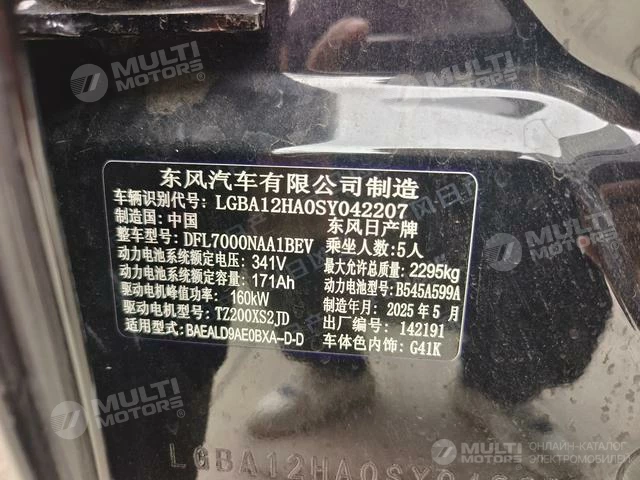 MULTI MOTORS
MULTI MOTORS
MULTI MOTORS
东风汽车有限公司制造
车辆识别代号: LGBA12HA0SY042207
制造国: 中国 东风日产牌
整车型号: DFL7000NAA1BEV 乘坐人数: 5人
动力电池系统额定电压: 341V 最大允许总质量: 2295kg
动力电池系统额定容量: 171Ah 动力电池型号: B545A599A
驱动电机峰值功率: 160kW 制造年月: 2025年5月
驱动电机型号: TZ200XS2JD 出厂编号: 142191
适用型式: BAEALD9AE0BXA-D-D 车体色内饰: G41K
MULTI MOTORS
MULTI MOTORS
LGBA12HA0SY0
MULTI MOTORS
ОНЛАЙН-КАТАЛОГ
ЭЛЕКТРОМОБИЛЕЙ